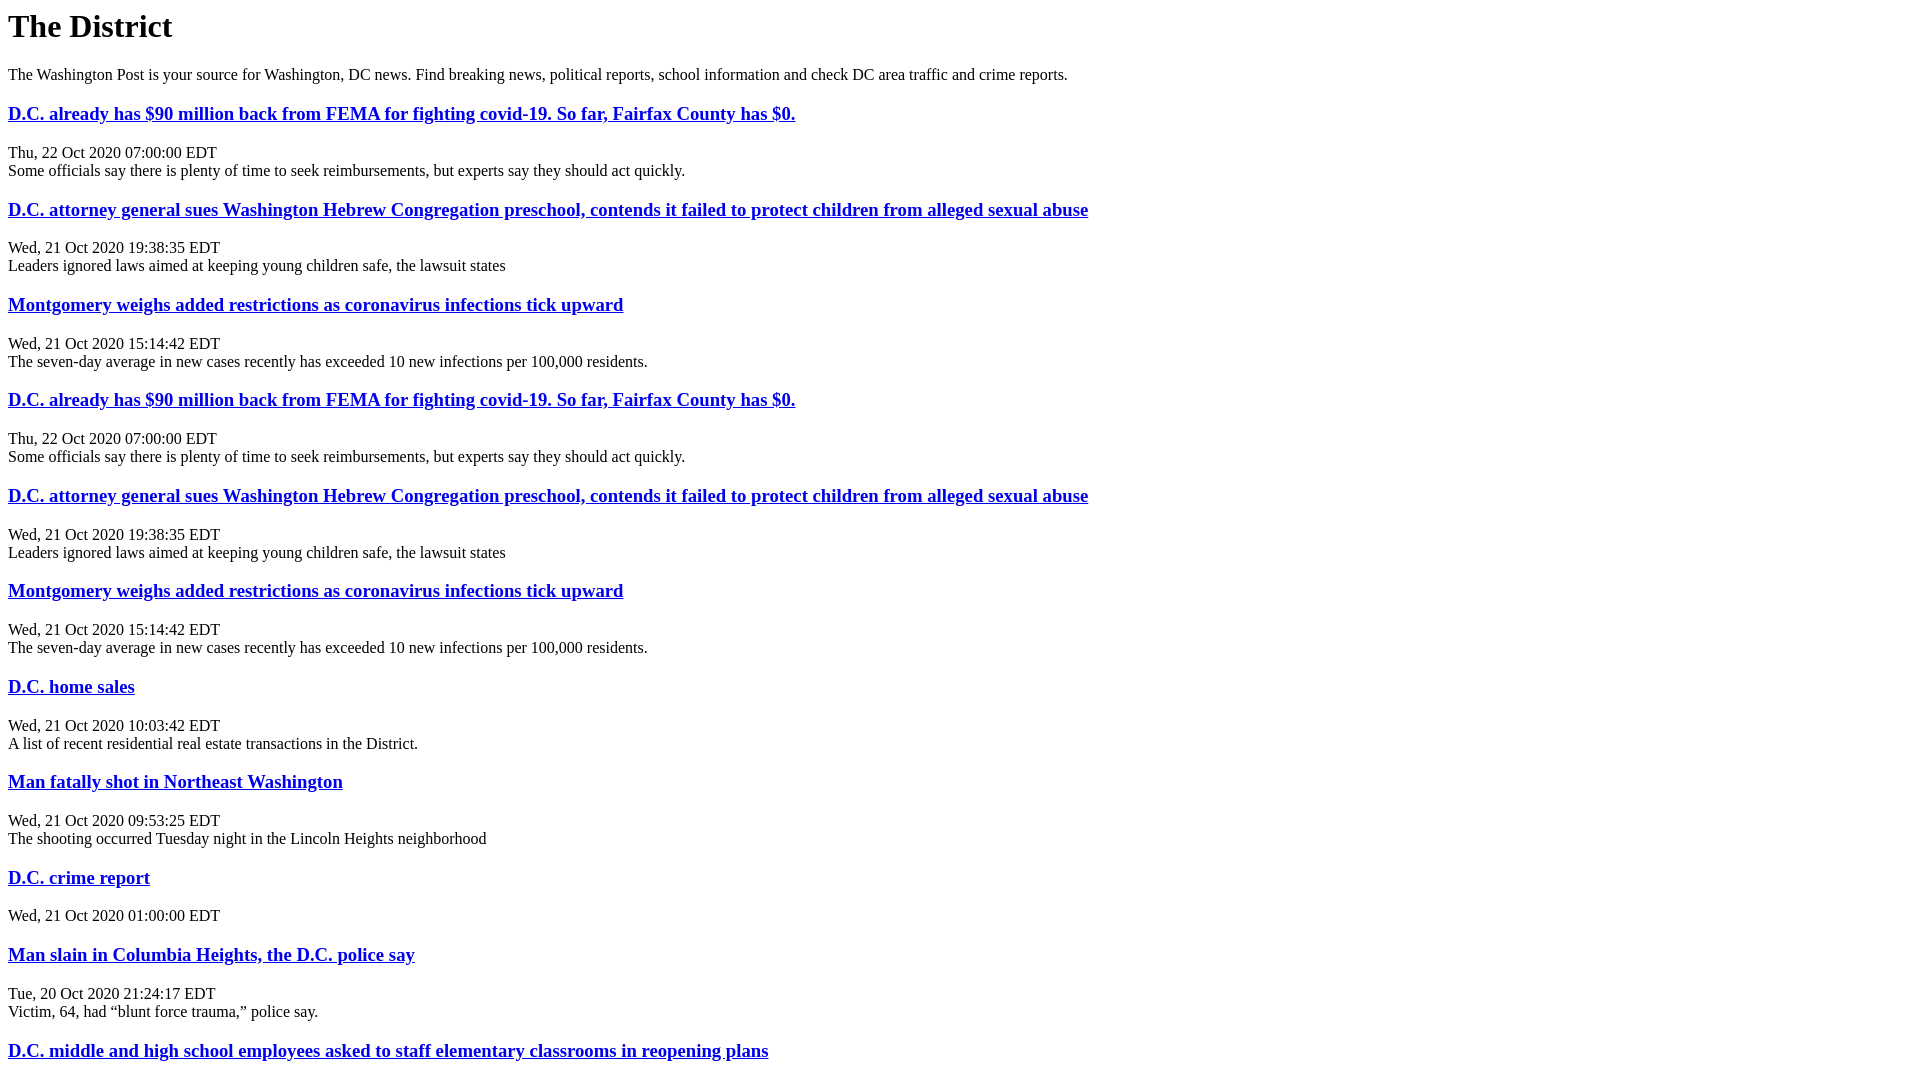 The District
The Washington Post is your source for Washington, DC news. Find breaking news, political reports, school information and check DC area traffic and crime reports.
D.C. already has $90 million back from FEMA for fighting covid-19. So far, Fairfax County has $0.
Thu, 22 Oct 2020 07:00:00 EDT
Some officials say there is plenty of time to seek reimbursements, but experts say they should act quickly.
D.C. attorney general sues Washington Hebrew Congregation preschool, contends it failed to protect children from alleged sexual abuse
Wed, 21 Oct 2020 19:38:35 EDT
Leaders ignored laws aimed at keeping young children safe, the lawsuit states
Montgomery weighs added restrictions as coronavirus infections tick upward
Wed, 21 Oct 2020 15:14:42 EDT
The seven-day average in new cases recently has exceeded 10 new infections per 100,000 residents.
D.C. already has $90 million back from FEMA for fighting covid-19. So far, Fairfax County has $0.
Thu, 22 Oct 2020 07:00:00 EDT
Some officials say there is plenty of time to seek reimbursements, but experts say they should act quickly.
D.C. attorney general sues Washington Hebrew Congregation preschool, contends it failed to protect children from alleged sexual abuse
Wed, 21 Oct 2020 19:38:35 EDT
Leaders ignored laws aimed at keeping young children safe, the lawsuit states
Montgomery weighs added restrictions as coronavirus infections tick upward
Wed, 21 Oct 2020 15:14:42 EDT
The seven-day average in new cases recently has exceeded 10 new infections per 100,000 residents.
D.C. home sales
Wed, 21 Oct 2020 10:03:42 EDT
A list of recent residential real estate transactions in the District.
Man fatally shot in Northeast Washington
Wed, 21 Oct 2020 09:53:25 EDT
The shooting occurred Tuesday night in the Lincoln Heights neighborhood
D.C. crime report
Wed, 21 Oct 2020 01:00:00 EDT
Man slain in Columbia Heights, the D.C. police say
Tue, 20 Oct 2020 21:24:17 EDT
Victim, 64, had “blunt force trauma,” police say.
D.C. middle and high school employees asked to staff elementary classrooms in reopening plans